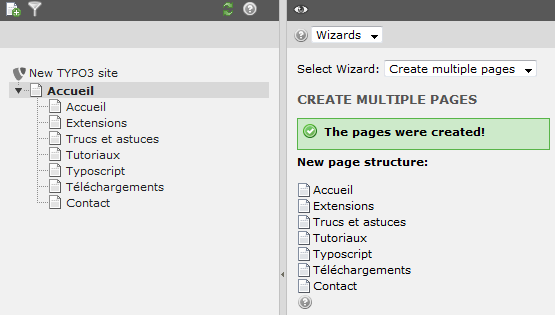 New TYPO3 site
Accueil
Accueil
Extensions
Trucs et astuces
Tutoriaux
Typoscript
Téléchargements
Contact
Wizards
Select Wizard: Create multiple pages
CREATE MULTIPLE PAGES
The pages were created!
New page structure:
Accueil
Extensions
Trucs et astuces
Tutoriaux
Typoscript
Téléchargements
Contact